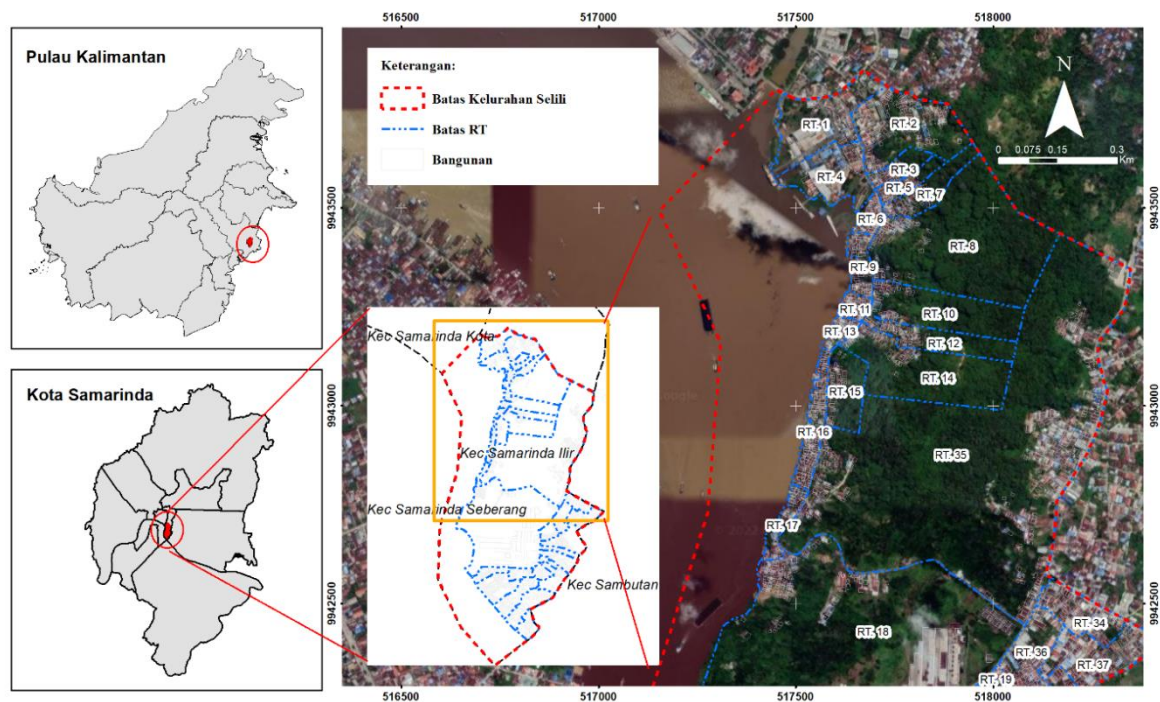 Pulau Kalimantan
Kota Samarinda
516500
517000
517500
518000
Keterangan:
Batas Kelurahan Selili
Batas RT
Bangunan
N
0 0.075 0.15 0.3
Km
9943500
9943000
9942500
9943500
9943000
9942500
RT. 1
RT. 2
RT. 3
RT. 4
RT. 5
RT. 7
RT. 6
RT. 8
RT. 9
RT. 10
RT. 11
RT. 12
RT. 13
RT. 14
RT. 15
RT. 16
RT. 35
RT. 17
RT. 18
RT. 34
RT. 36
RT. 37
RT. 19
Kec Samarinda Kota
Kec Samarinda Ilir
Kec Samarinda Seberang
Kec Sambutan
516500
517000
517500
518000